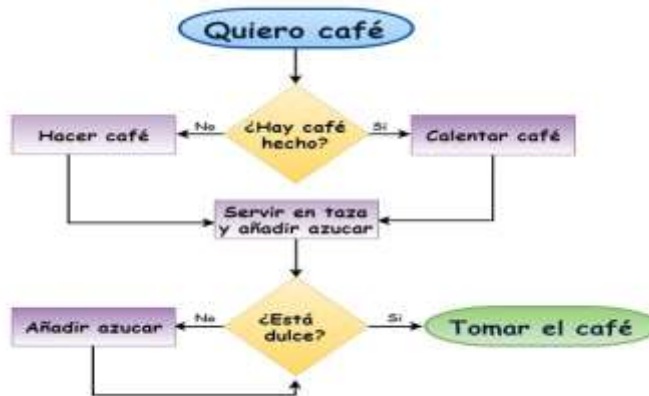 Quiero café
¿Hay café
hecho?
No
Si
Hacer café
Calentar café
Servir en taza
y añadir azucar
¿Está
dulce?
No
Si
Añadir azucar
Tomar el café